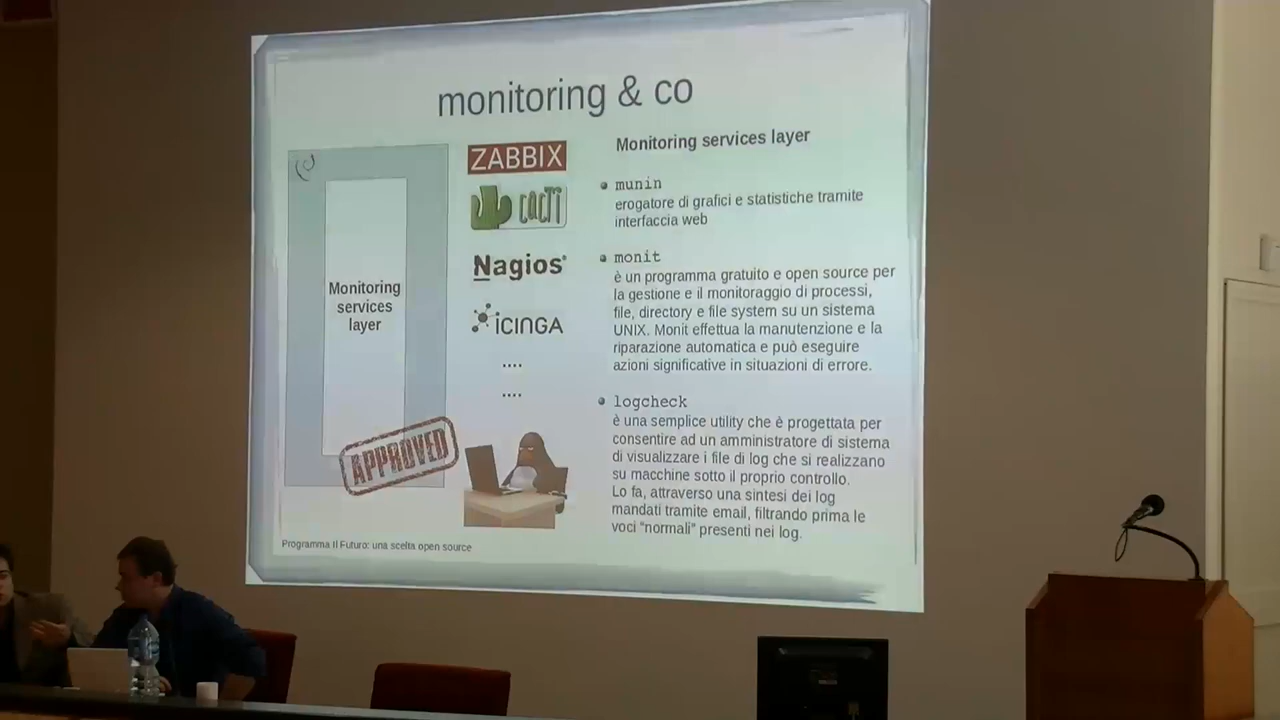 monitoring & co
Monitoring
services
layer
APPROVED
ZABBIX
cacti
Nagios®
icinga
....
....
Monitoring services layer
munin
erogatore di grafici e statistiche tramite
interfaccia web
monit
è un programma gratuito e open source per
la gestione e il monitoraggio di processi,
file, directory e file system su un sistema
UNIX. Monit effettua la manutenzione e la
riparazione automatica e può eseguire
azioni significative in situazioni di errore.
logcheck
è una semplice utility che è progettata per
consentire ad un amministratore di sistema
di visualizzare i file di log che si realizzano
su macchine sotto il proprio controllo.
Lo fa, attraverso una sintesi dei log
mandati tramite email, filtrando prima le
voci "normali" presenti nei log.
Programma Il Futuro: una scelta open source